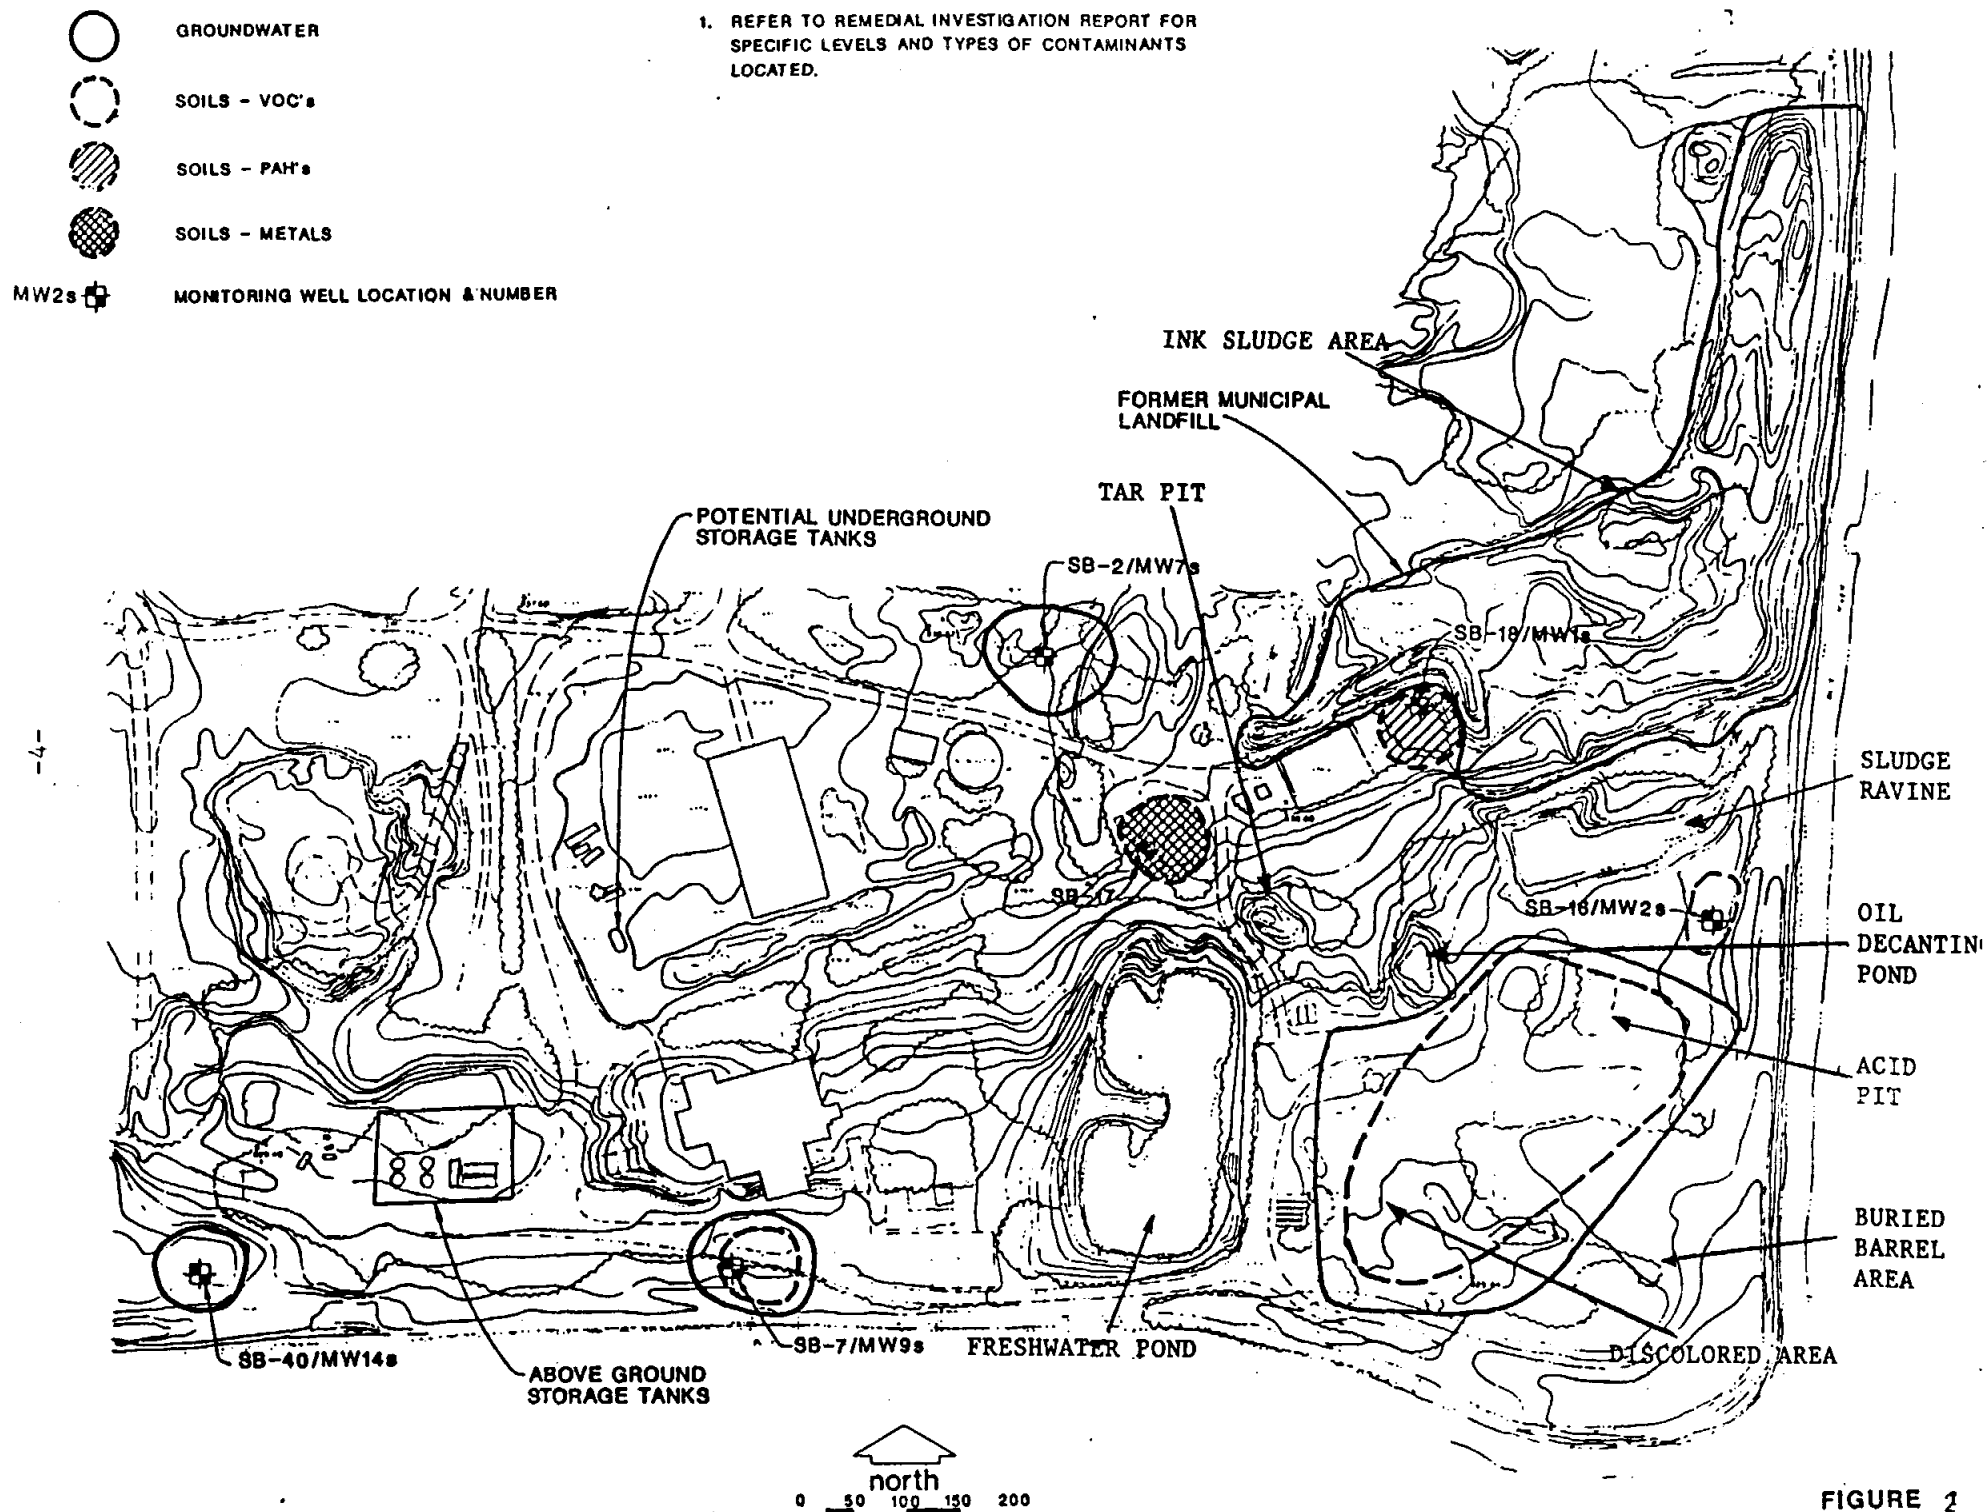 GROUNDWATER
SOILS - VOC's
SOILS - PAH's
SOILS - METALS
MW2s
MONITORING WELL LOCATION & NUMBER
1. REFER TO REMEDIAL INVESTIGATION REPORT FOR
SPECIFIC LEVELS AND TYPES OF CONTAMINANTS
LOCATED.
INK SLUDGE AREA
FORMER MUNICIPAL
LANDFILL
TAR PIT
POTENTIAL UNDERGROUND
STORAGE TANKS
SB-2/MW7s
SB-18/MW1s
-4-
SLUDGE
RAVINE
SB-17
SB-16/MW2s
OIL
DECANTIN
POND
ACID
PIT
BURIED
BARREL
AREA
SB-40/MW14s
ABOVE GROUND
STORAGE TANKS
SB-7/MW9s
FRESHWATER POND
DISCOLORED AREA
north
0 50 100 150 200
FIGURE 2